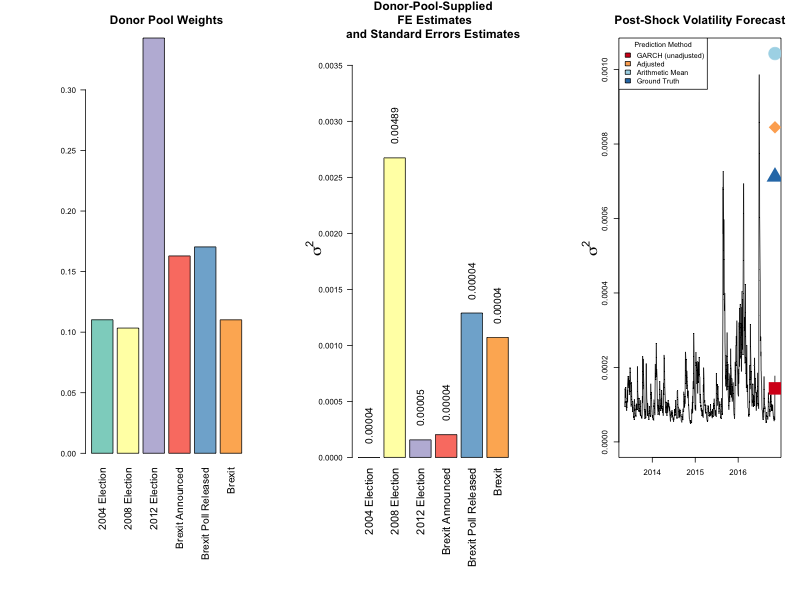 Donor Pool Weights
0.30
0.25
0.20
0.15
0.10
0.05
0.00
2004 Election
2008 Election
2012 Election
Brexit Announced
Brexit Poll Released
Brexit
Donor-Pool-Supplied
FE Estimates
and Standard Errors Estimates
σ2
0.0035
0.0030
0.0025
0.0020
0.0015
0.0010
0.0005
0.0000
0.00004
0.00489
0.00005
0.00004
0.00004
0.00004
2004 Election
2008 Election
2012 Election
Brexit Announced
Brexit Poll Released
Brexit
Post-Shock Volatility Forecast
Prediction Method
GARCH (unadjusted)
Adjusted
Arithmetic Mean
Ground Truth
σ2
0.0010
0.0008
0.0006
0.0004
0.0002
0.0000
2014
2015
2016